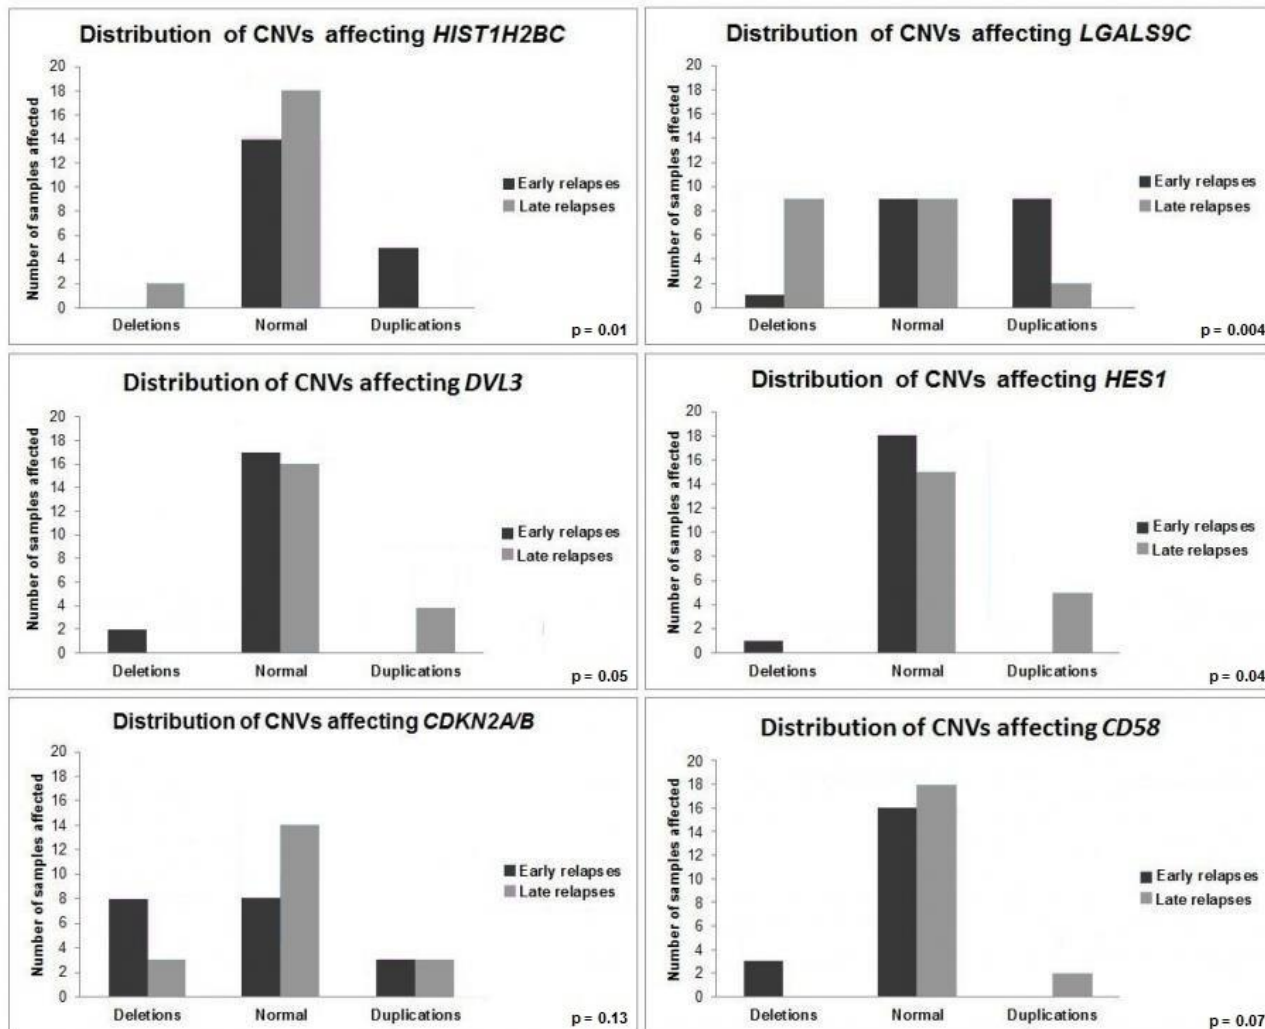 Distribution of CNVs affecting HIST1H2BC
Number of samples affected
20
18
16
14
12
10
8
6
4
2
0
Deletions Normal Duplications
Early relapses
Late relapses
p = 0.01
Distribution of CNVs affecting LGALS9C
Number of samples affected
20
18
16
14
12
10
8
6
4
2
0
Deletions Normal Duplications
Early relapses
Late relapses
p = 0.004
Distribution of CNVs affecting DVL3
Number of samples affected
20
18
16
14
12
10
8
6
4
2
0
Deletions Normal Duplications
Early relapses
Late relapses
p = 0.05
Distribution of CNVs affecting HES1
Number of samples affected
20
18
16
14
12
10
8
6
4
2
0
Deletions Normal Duplications
Early relapses
Late relapses
p = 0.04
Distribution of CNVs affecting CDKN2A/B
Number of samples affected
20
18
16
14
12
10
8
6
4
2
0
Deletions Normal Duplications
Early relapses
Late relapses
p = 0.13
Distribution of CNVs affecting CD58
Number of samples affected
20
18
16
14
12
10
8
6
4
2
0
Deletions Normal Duplications
Early relapses
Late relapses
p = 0.07